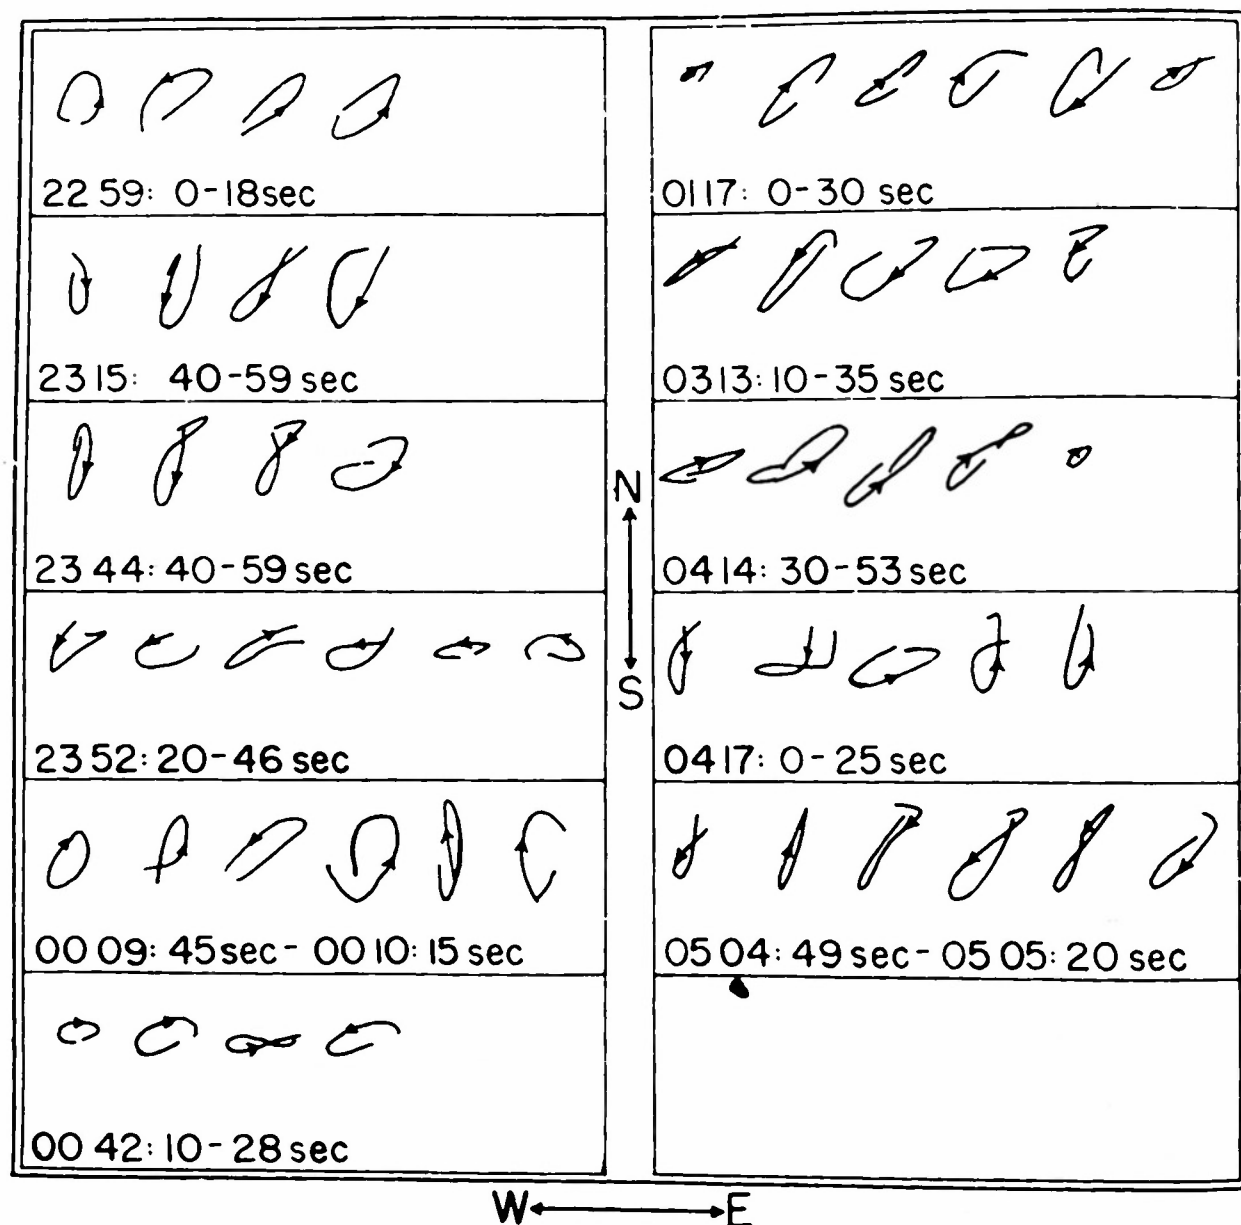 22 59: 0-18sec
23 15: 40-59 sec
23 44: 40-59 sec
23 52: 20-46 sec
00 09: 45sec- 00 10: 15 sec
00 42: 10-28 sec
N
S
01 17: 0-30 sec
03 13: 10-35 sec
04 14: 30-53 sec
04 17: 0-25 sec
05 04: 49 sec- 05 05: 20 sec
W E